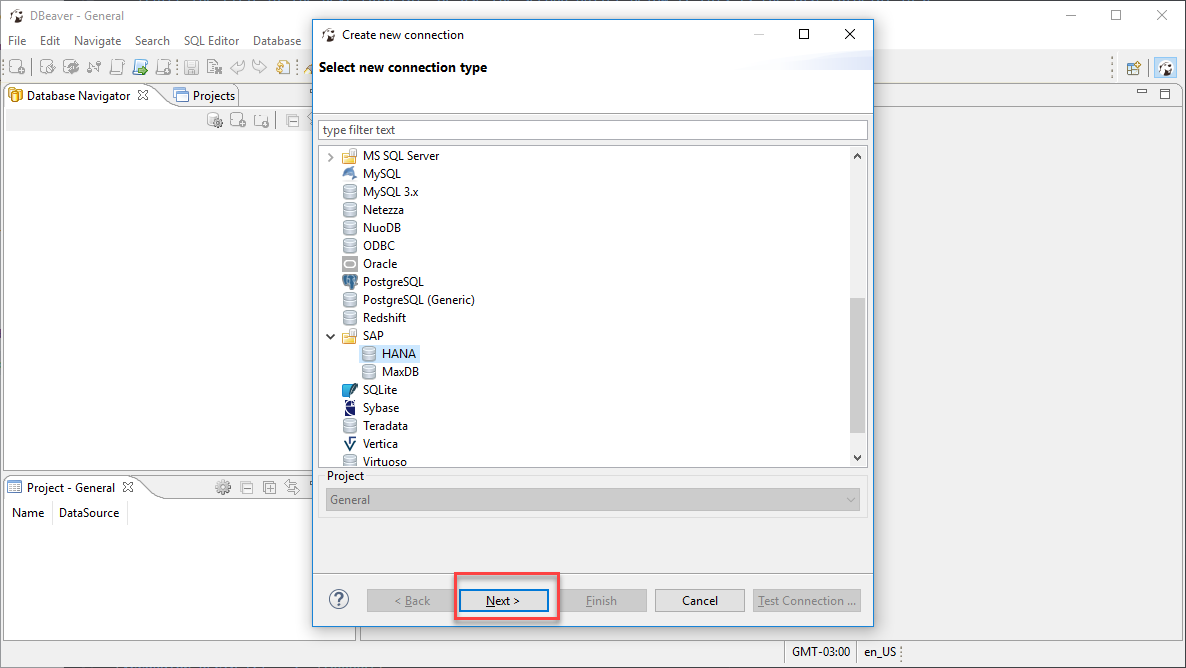 DBeaver - General
File Edit Navigate Search SQL Editor Database
Database Navigator
Projects
Project - General
Name DataSource
Create new connection
Select new connection type
type filter text
MS SQL Server
MySQL
MySQL 3.x
Netezza
NuoDB
ODBC
Oracle
PostgreSQL
PostgreSQL (Generic)
Redshift
SAP
HANA
MaxDB
SQLite
Sybase
Teradata
Vertica
Virtuoso
Project
General
? < Back Next > Finish Cancel Test Connection ...
GMT-03:00 en_US